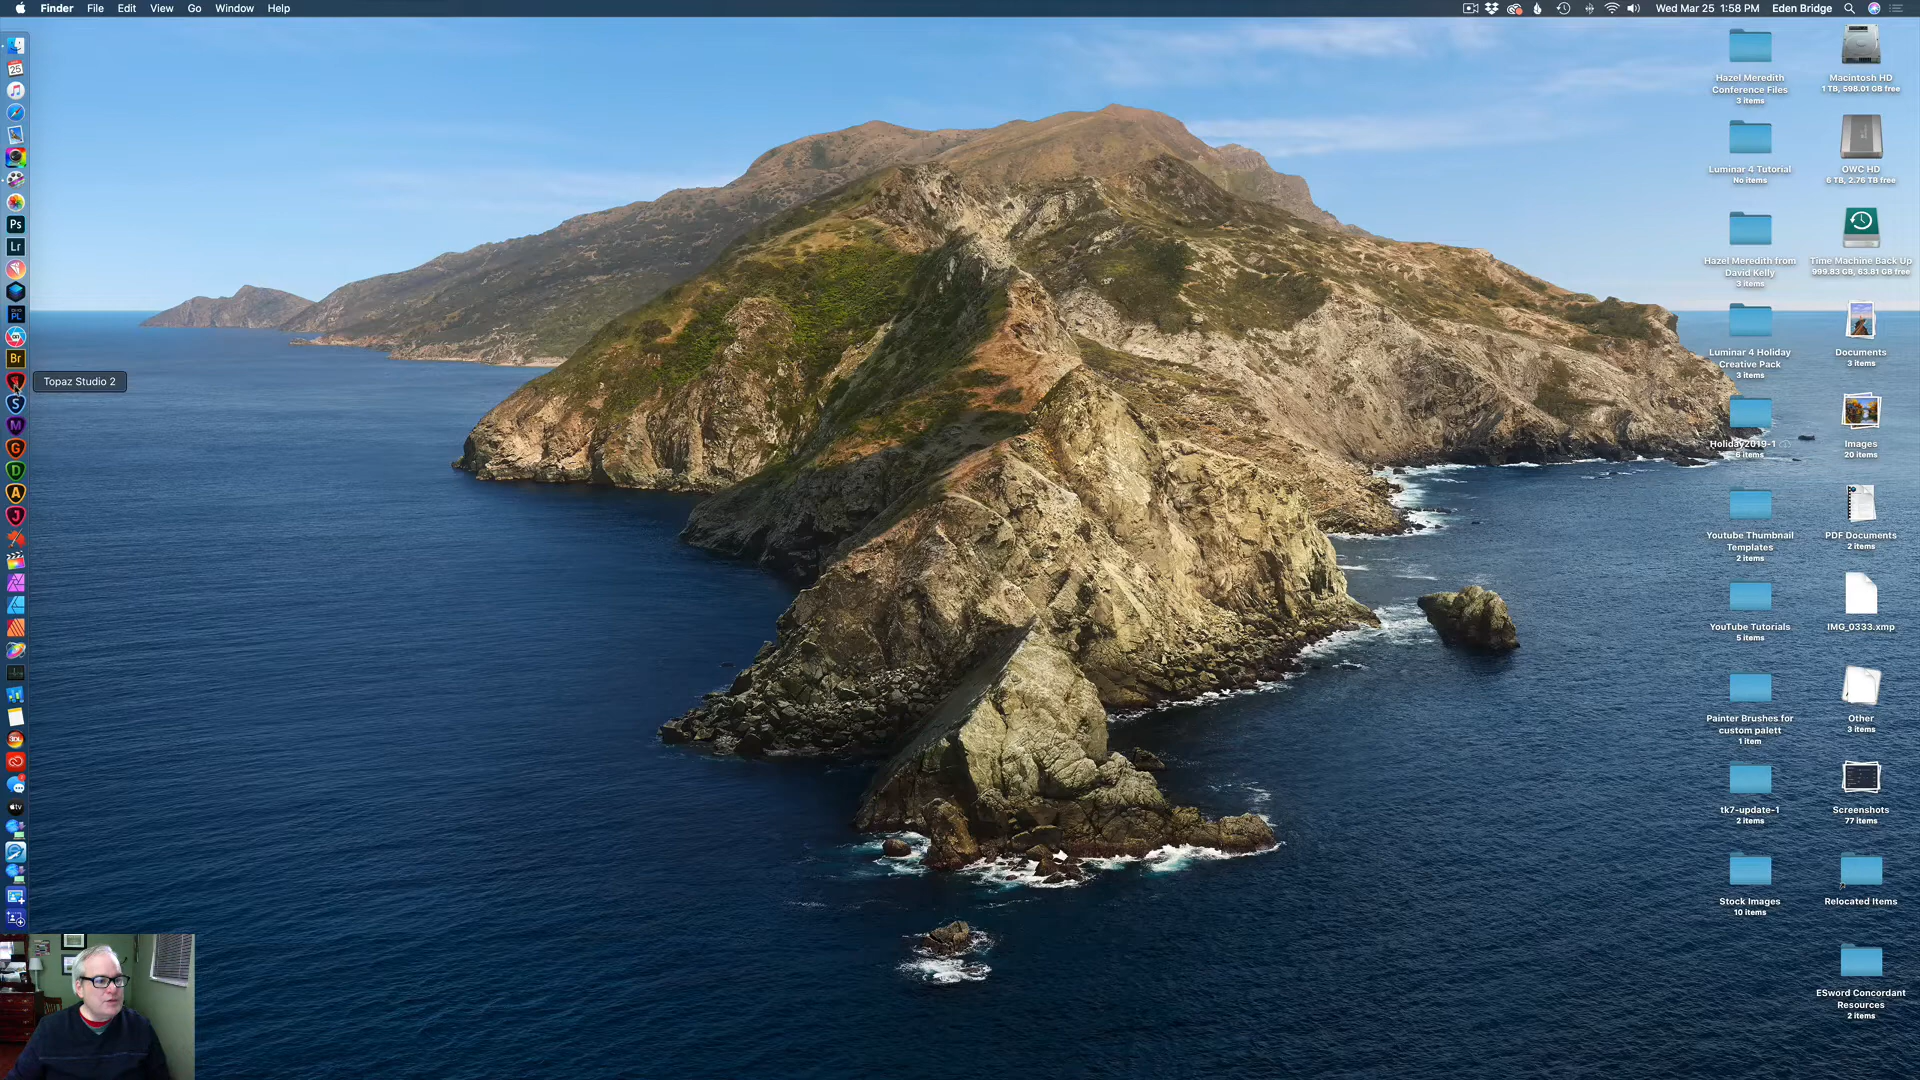 Finder File Edit View Go Window Help
Wed Mar 25 1:58 PM Eden Bridge
25
Ps
Lr
PL
Br
Topaz Studio 2
S
M
G
D
A
J
tv
Hazel Meredith
Conference Files
3 items
Luminar 4 Tutorial
No items
Hazel Meredith from
David Kelly
3 items
Luminar 4 Holiday
Creative Pack
3 items
Holiday2019-1
6 items
Youtube Thumbnail
Templates
2 items
YouTube Tutorials
5 items
Painter Brushes for
custom palett
1 item
tk7-update-1
2 items
Stock Images
10 items
Macintosh HD
1 TB, 598.01 GB free
OWC HD
6 TB, 2.76 TB free
Time Machine Back Up
999.83 GB, 63.81 GB free
Documents
3 items
Images
20 items
PDF Documents
2 items
IMG_0333.xmp
Other
3 items
Screenshots
77 items
Relocated Items
ESword Concordant
Resources
2 items